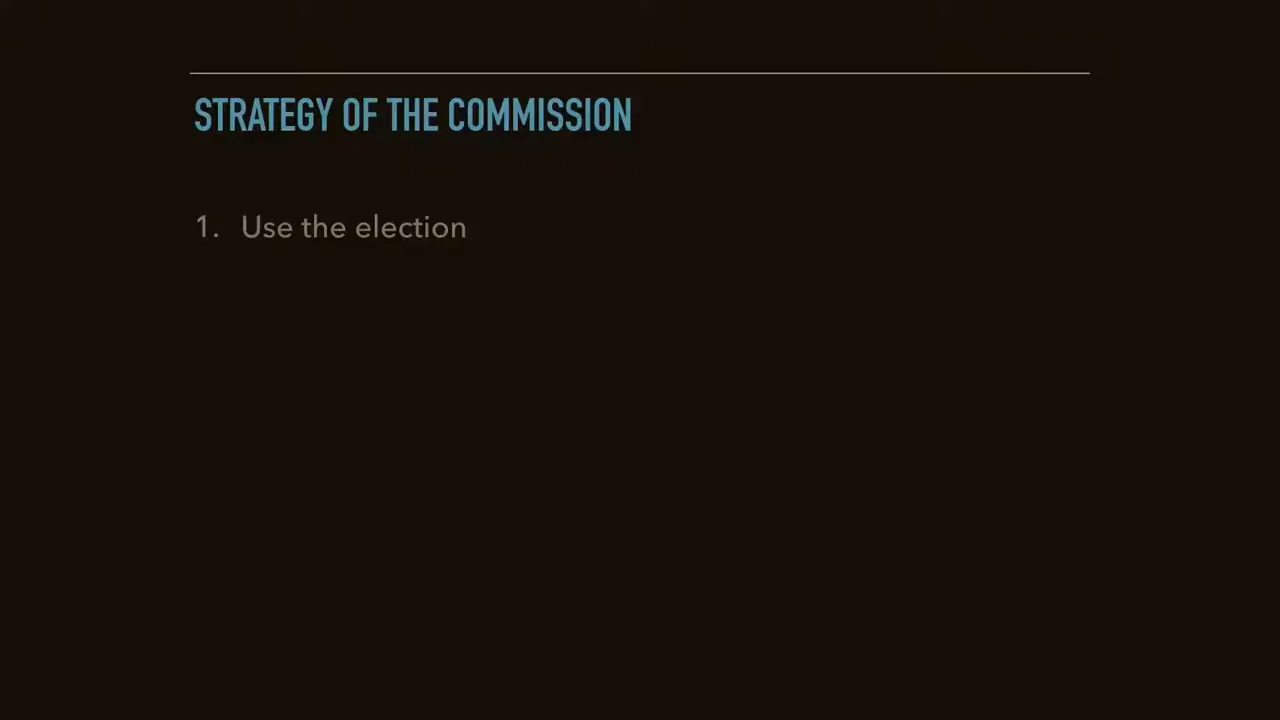 STRATEGY OF THE COMMISSION
1. Use the election